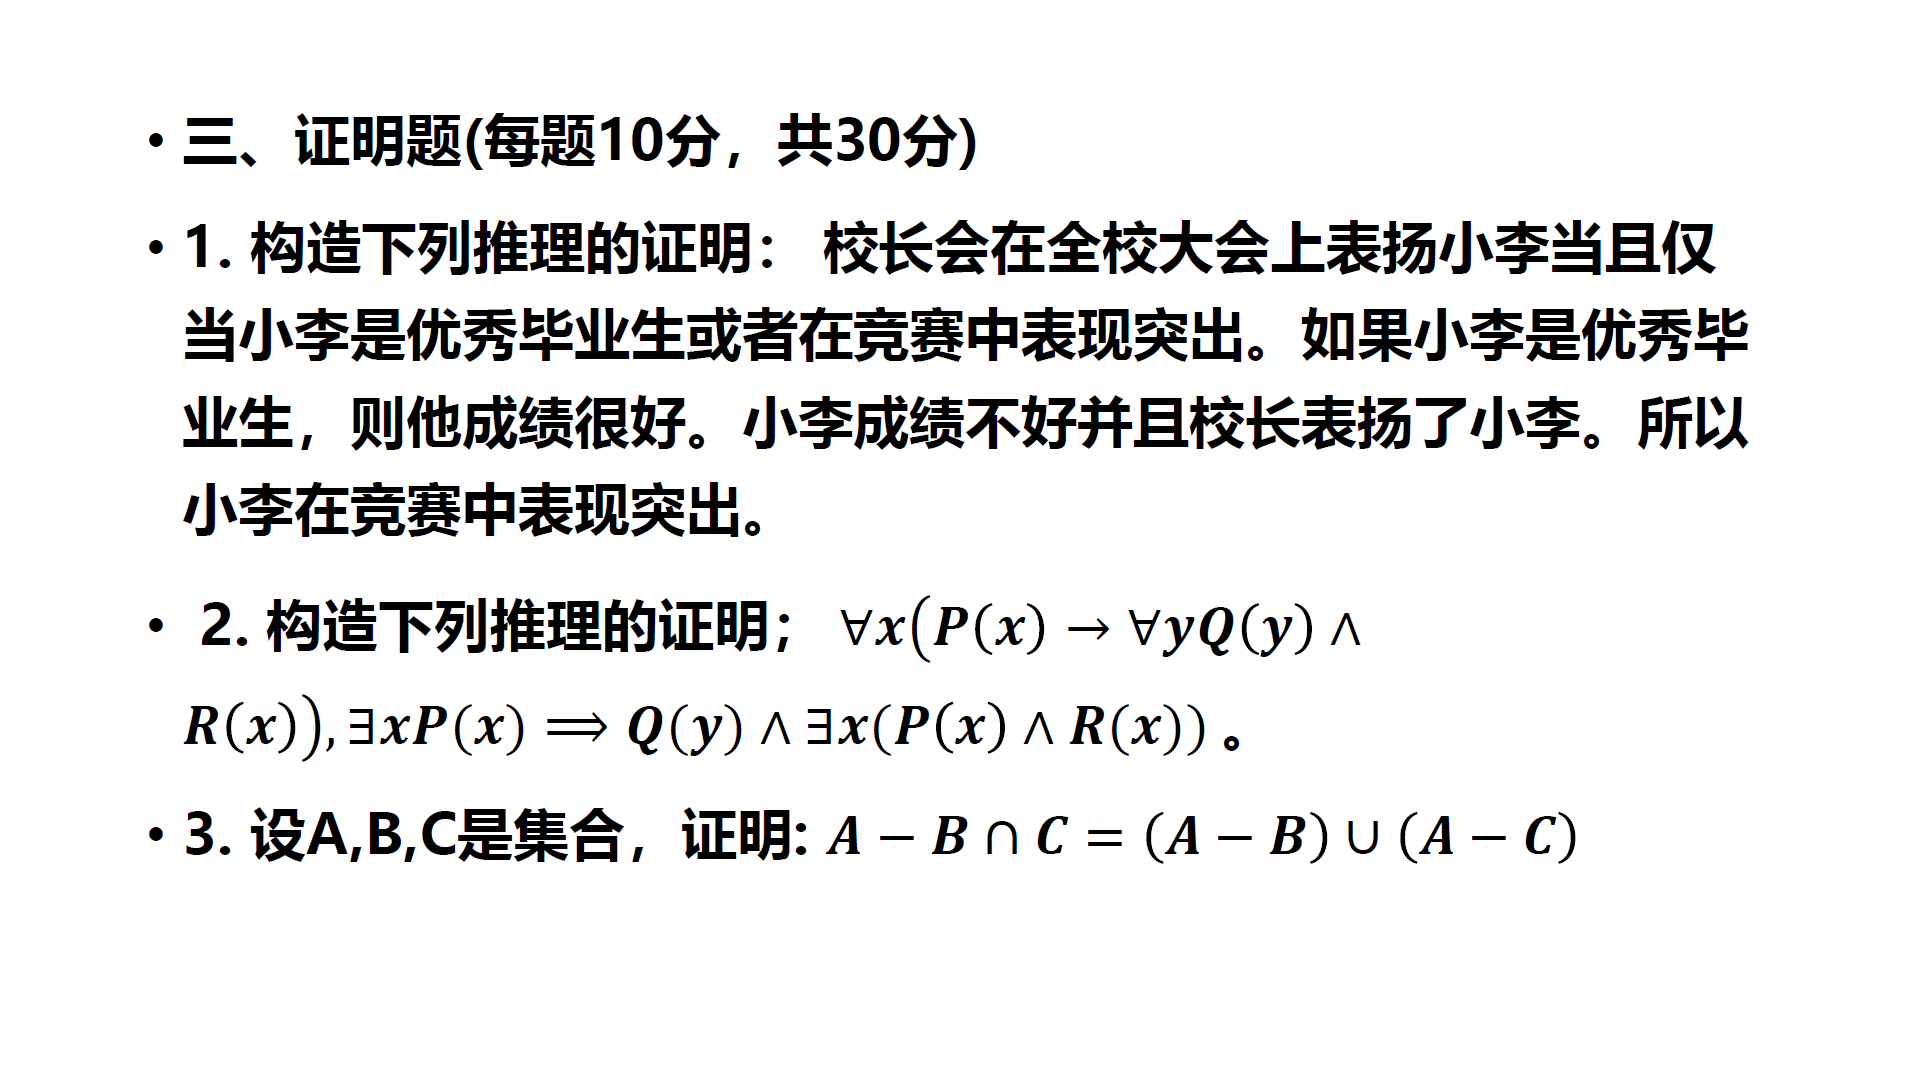 • 三、证明题(每题10分，共30分)
• 1. 构造下列推理的证明： 校长会在全校大会上表扬小李当且仅
当小李是优秀毕业生或者在竞赛中表现突出。如果小李是优秀毕
业生，则他成绩很好。小李成绩不好并且校长表扬了小李。所以
小李在竞赛中表现突出。
• 2. 构造下列推理的证明； ∀x(P(x) → ∀yQ(y) ∧
R(x)), ∃xP(x) ⟹ Q(y) ∧ ∃x(P(x) ∧ R(x)) 。
• 3. 设A,B,C是集合，证明: A − B ∩ C = (A − B) ∪ (A − C)